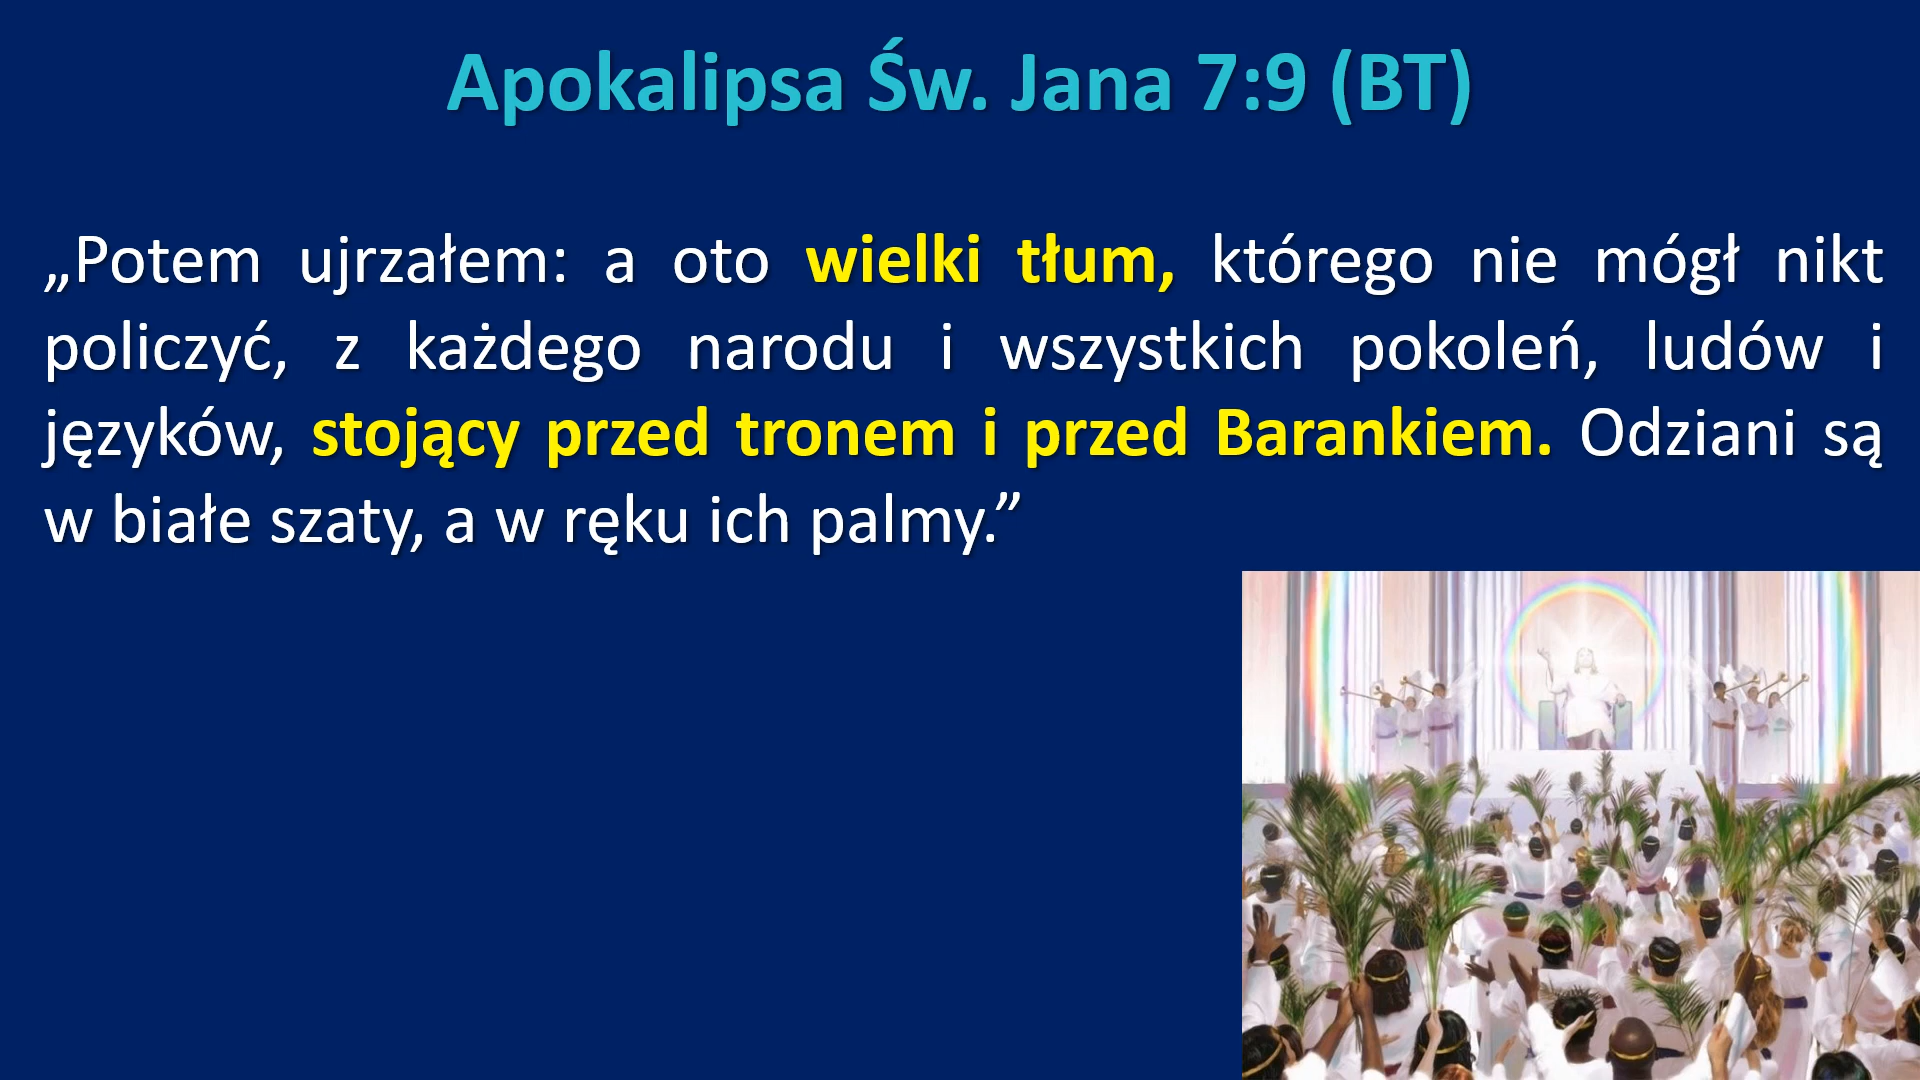 Apokalipsa Św. Jana 7:9 (BT)
„Potem ujrzałem: a oto wielki tłum, którego nie mógł nikt
policzyć, z każdego narodu i wszystkich pokoleń, ludów i
języków, stojący przed tronem i przed Barankiem. Odziani są
w białe szaty, a w ręku ich palmy.”